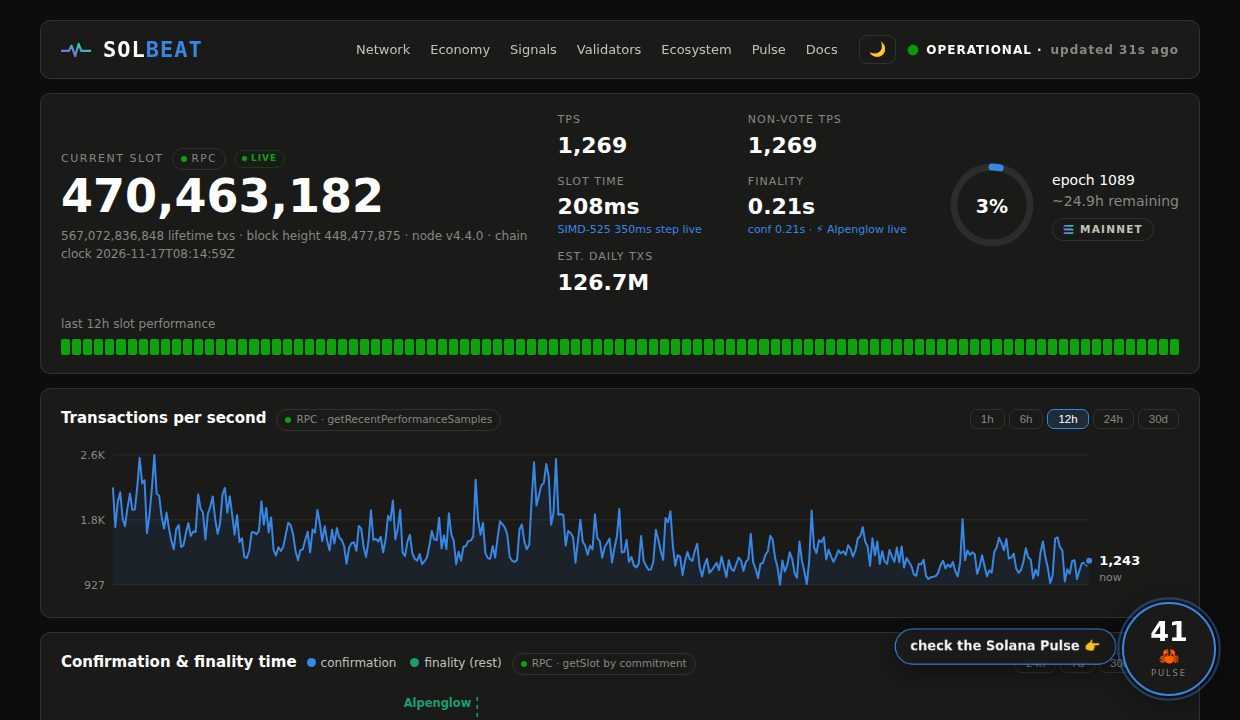 SOLBEAT
Network Economy Signals Validators Ecosystem Pulse Docs
OPERATIONAL · updated 31s ago
CURRENT SLOT RPC LIVE
470,463,182
567,072,836,848 lifetime txs · block height 448,477,875 · node v4.4.0 · chain
clock 2026-11-17T08:14:59Z
TPS
1,269
NON-VOTE TPS
1,269
SLOT TIME
208ms
SIMD-525 350ms step live
FINALITY
0.21s
conf 0.21s · ⚡ Alpenglow live
EST. DAILY TXS
126.7M
3%
epoch 1089
~24.9h remaining
MAINNET
last 12h slot performance
Transactions per second RPC · getRecentPerformanceSamples
1h 6h 12h 24h 30d
2.6K
1.8K
927
1,243
now
Confirmation & finality time confirmation finality (rest) RPC · getSlot by commitment
Alpenglow
check the Solana Pulse 👉
41
PULSE